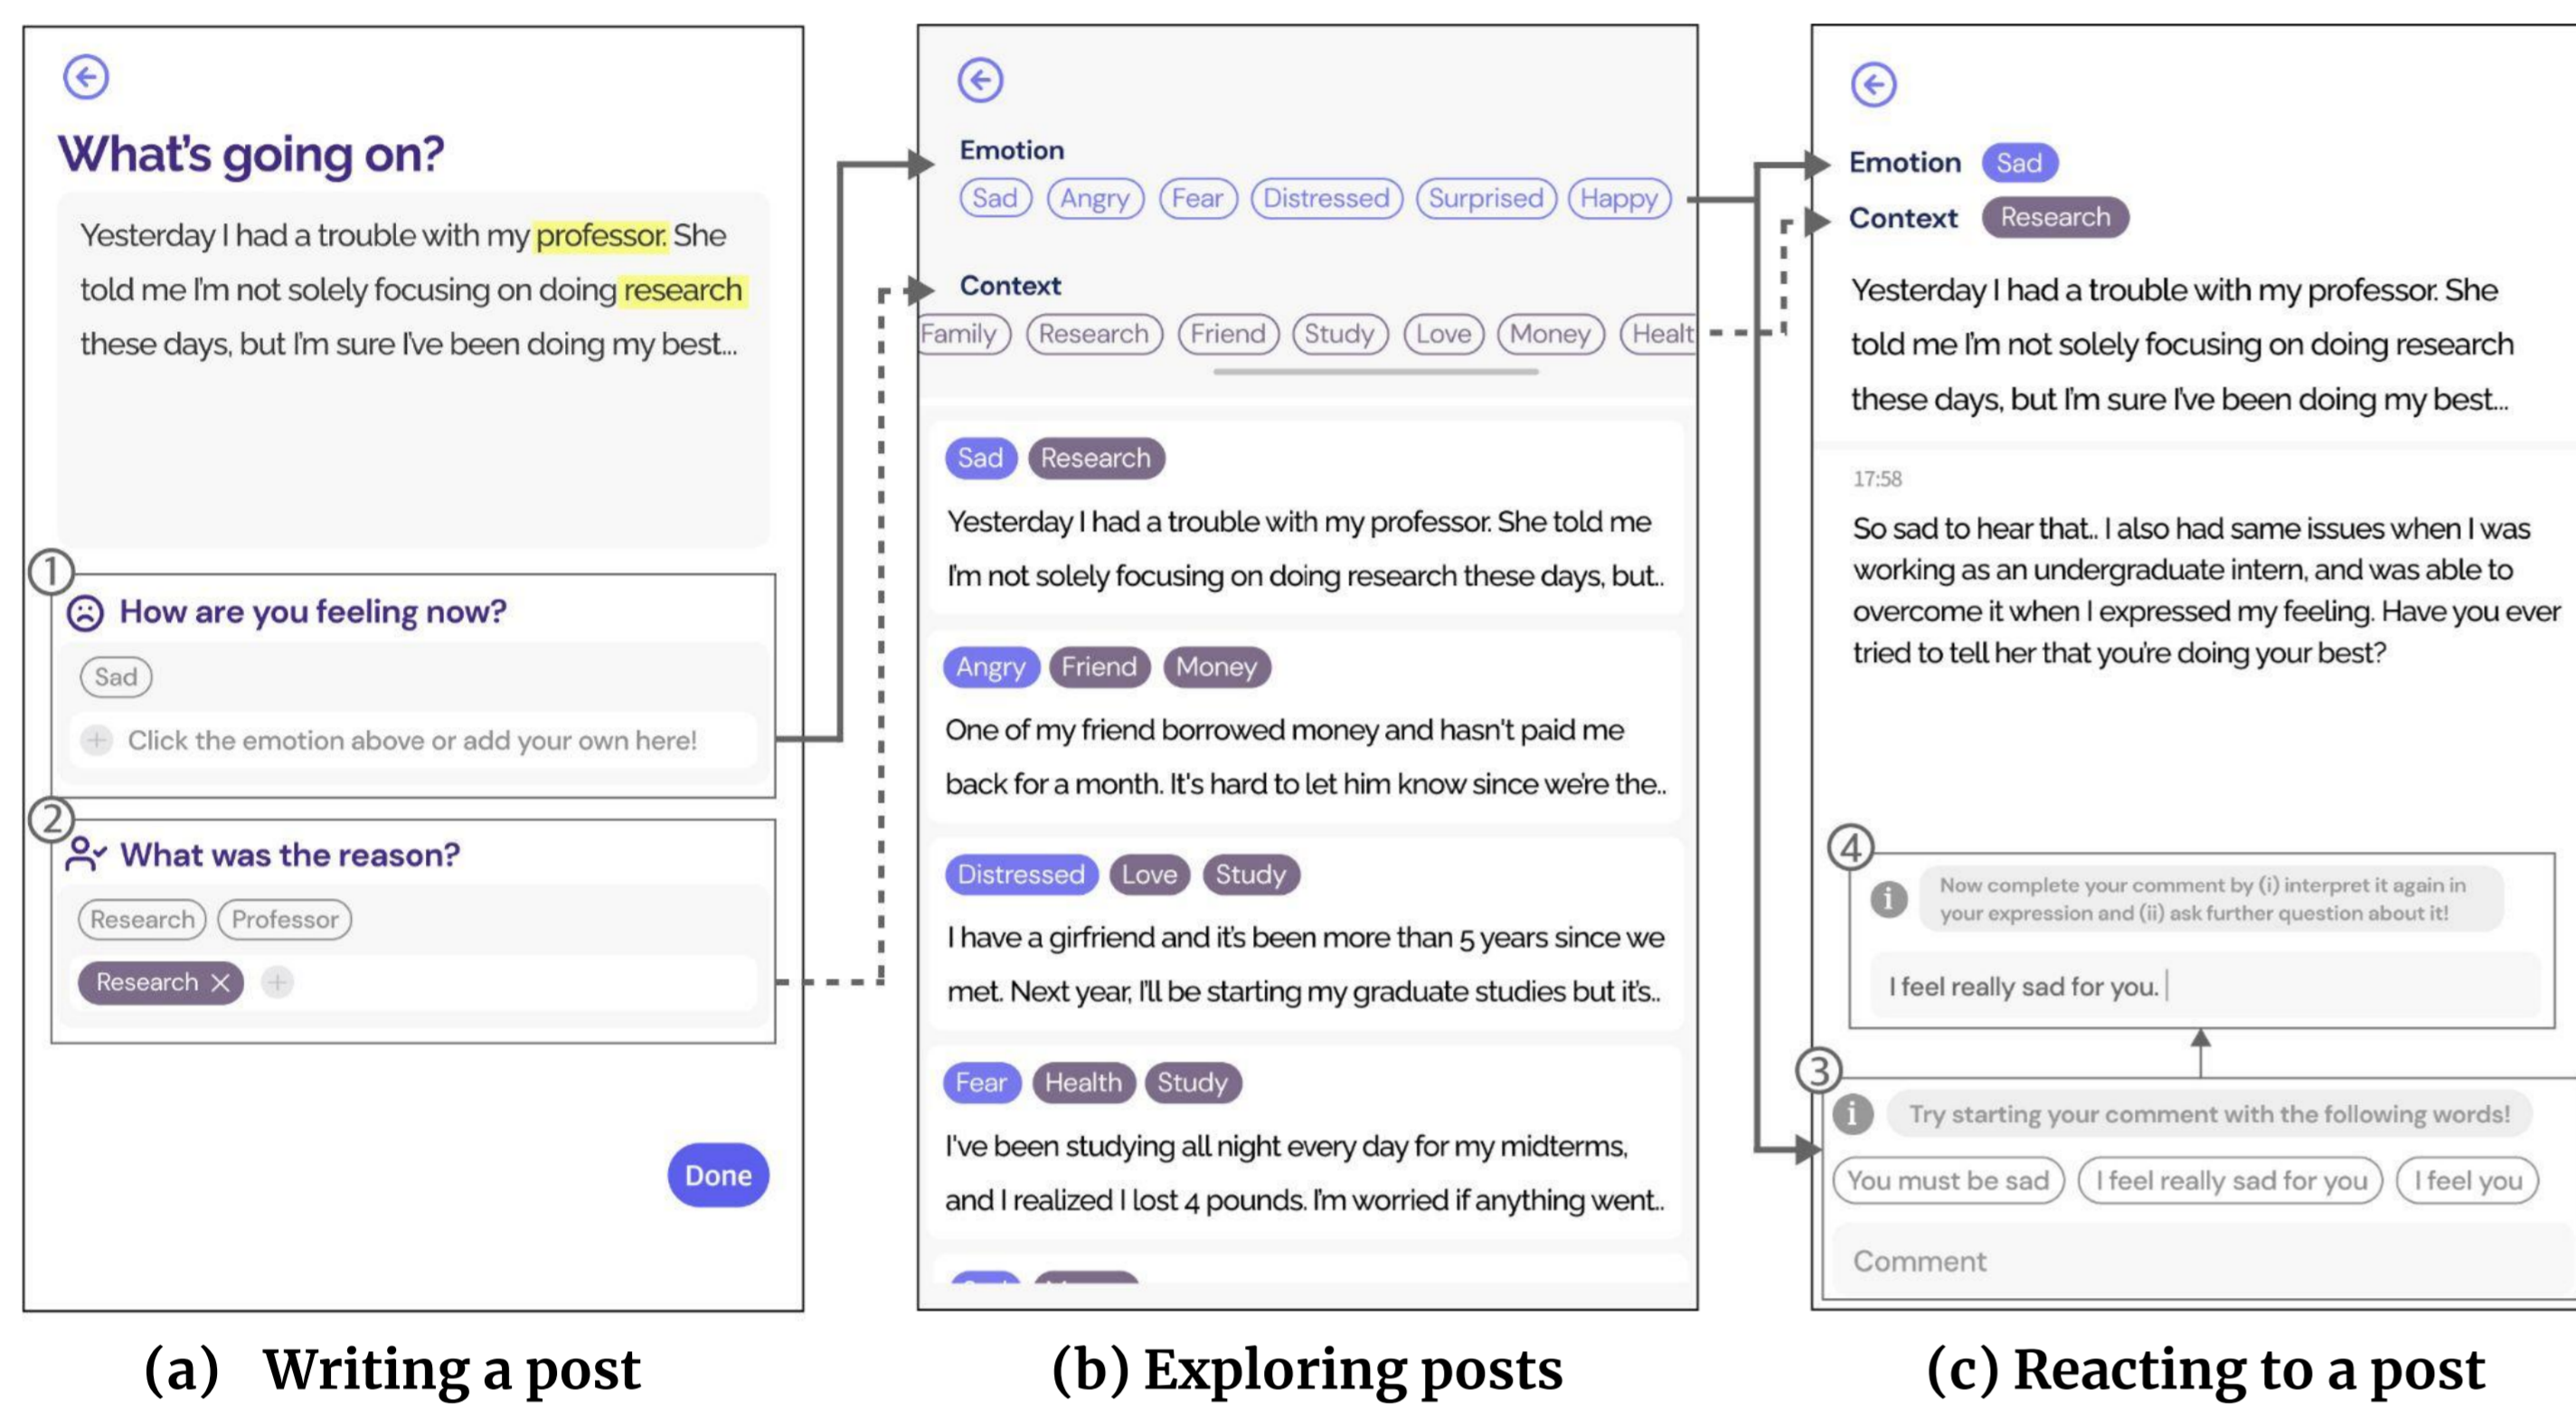 What's going on?
Yesterday I had a trouble with my professor. She
told me I'm not solely focusing on doing research
these days, but I'm sure I've been doing my best...
1
How are you feeling now?
Sad
+ Click the emotion above or add your own here!
2
What was the reason?
Research Professor
Research X +
Done
(a) Writing a post
Emotion
Sad Angry Fear Distressed Surprised Happy
Context
Family Research Friend Study Love Money Healt
Sad Research
Yesterday I had a trouble with my professor. She told me
I'm not solely focusing on doing research these days, but..
Angry Friend Money
One of my friend borrowed money and hasn't paid me
back for a month. It's hard to let him know since we're the..
Distressed Love Study
I have a girfriend and it's been more than 5 years since we
met. Next year, I'll be starting my graduate studies but it's..
Fear Health Study
I've been studying all night every day for my midterms,
and I realized I lost 4 pounds. I'm worried if anything went..
(b) Exploring posts
Emotion Sad
Context Research
Yesterday I had a trouble with my professor. She
told me I'm not solely focusing on doing research
these days, but I'm sure I've been doing my best...
17:58
So sad to hear that.. I also had same issues when I was
working as an undergraduate intern, and was able to
overcome it when I expressed my feeling. Have you ever
tried to tell her that you're doing your best?
4
i Now complete your comment by (i) interpret it again in
your expression and (ii) ask further question about it!
I feel really sad for you.
3
i Try starting your comment with the following words!
You must be sad I feel really sad for you I feel you
Comment
(c) Reacting to a post